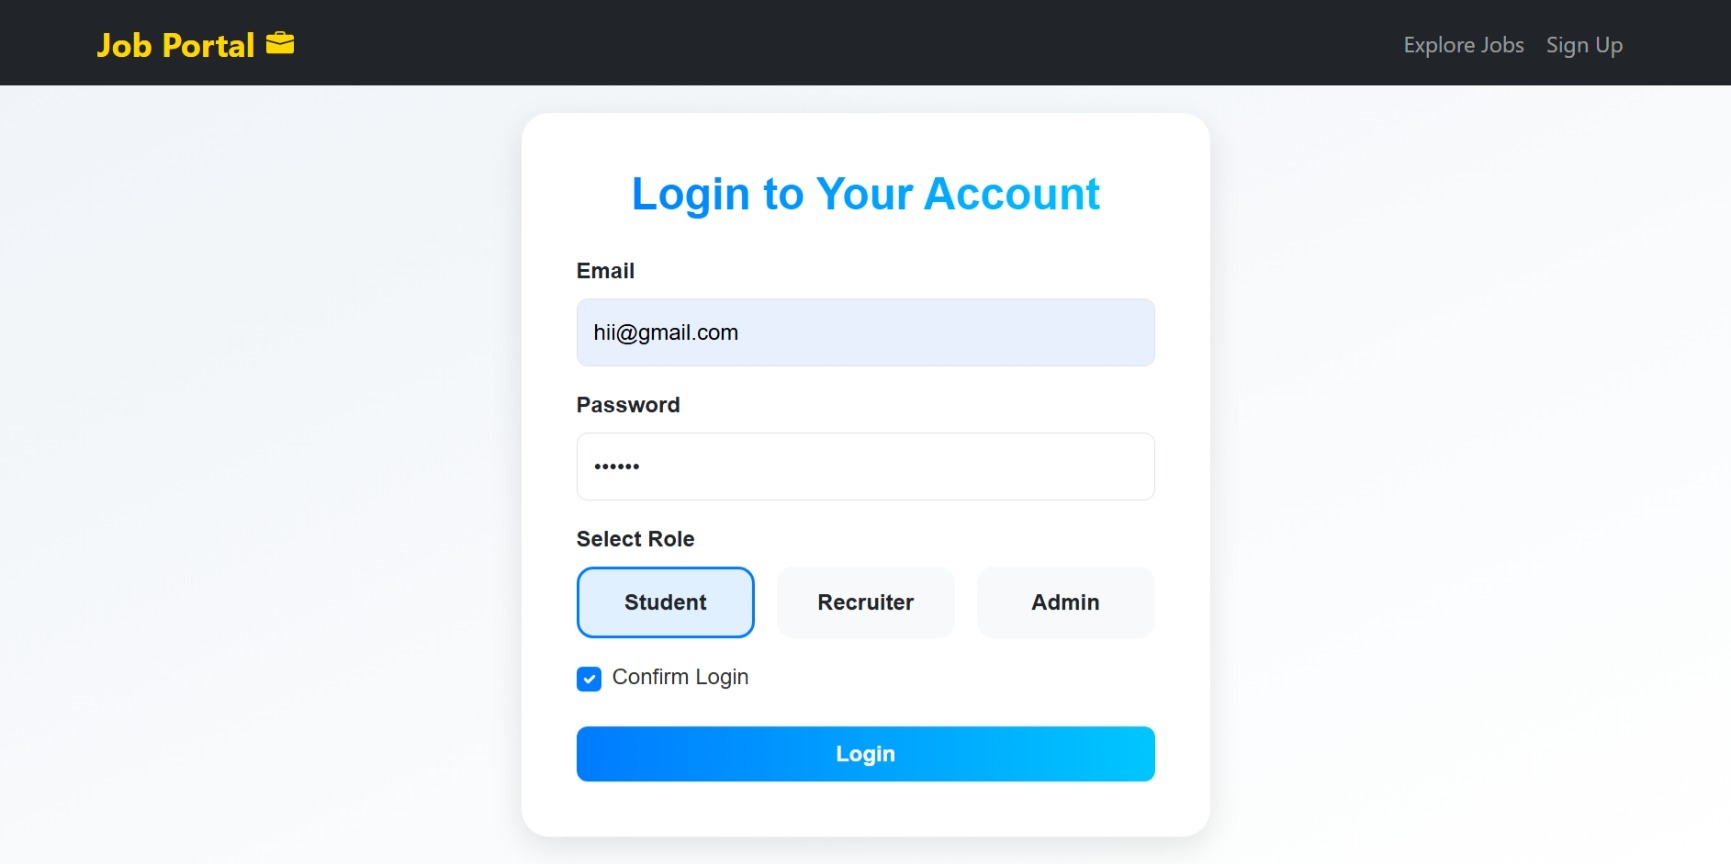 Job Portal
Explore Jobs Sign Up
Login to Your Account
Email
hii@gmail.com
Password
••••••
Select Role
Student Recruiter Admin
Confirm Login
Login